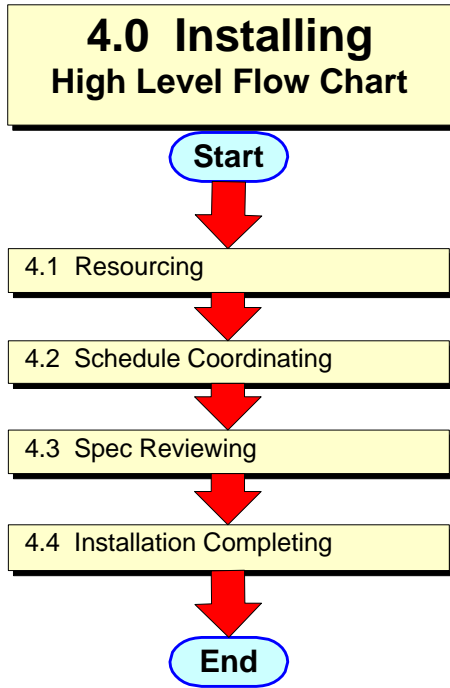 4.0 Installing
High Level Flow Chart
Start
4.1 Resourcing
4.2 Schedule Coordinating
4.3 Spec Reviewing
4.4 Installation Completing
End